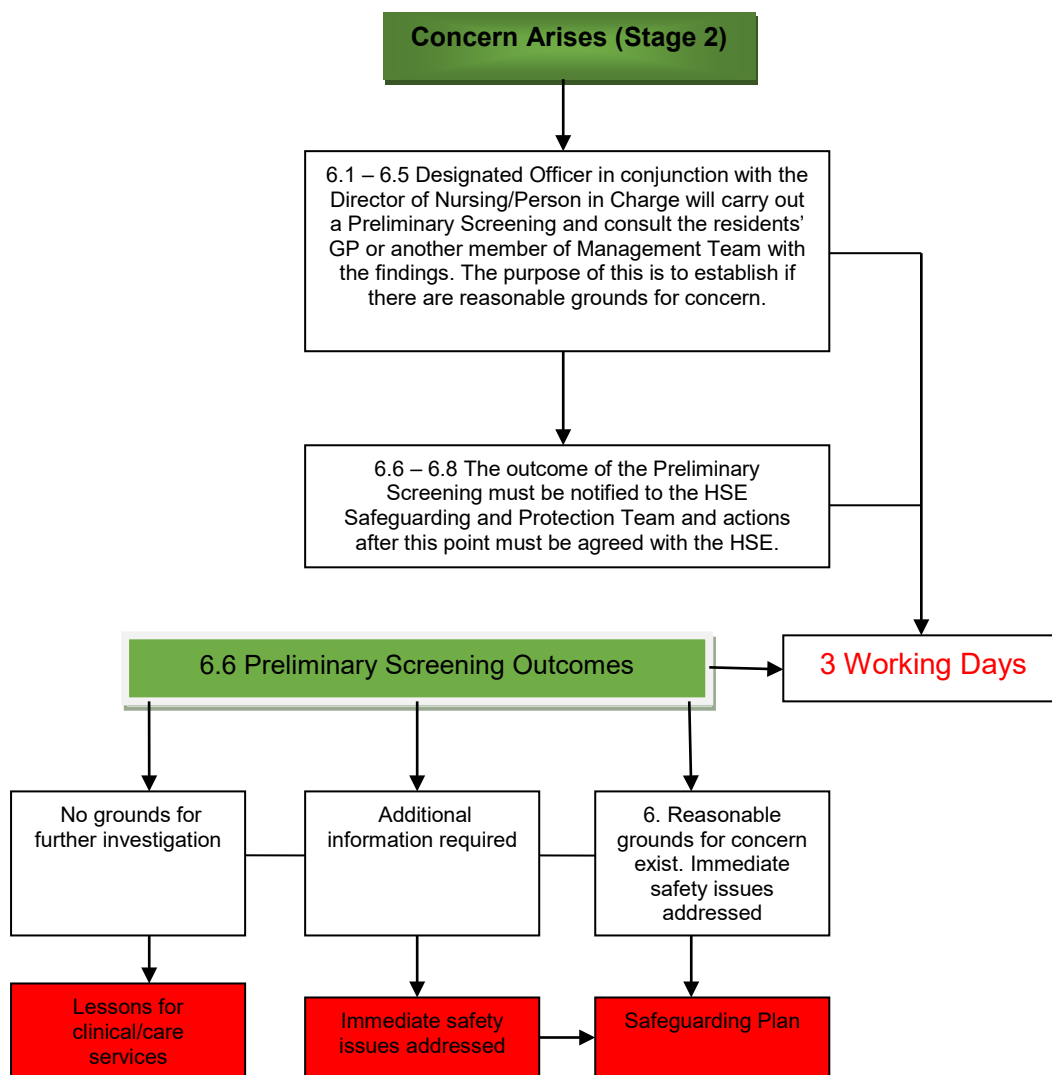 Concern Arises (Stage 2)
6.1 – 6.5 Designated Officer in conjunction with the
Director of Nursing/Person in Charge will carry out
a Preliminary Screening and consult the residents’
GP or another member of Management Team with
the findings. The purpose of this is to establish if
there are reasonable grounds for concern.
6.6 – 6.8 The outcome of the Preliminary
Screening must be notified to the HSE
Safeguarding and Protection Team and actions
after this point must be agreed with the HSE.
6.6 Preliminary Screening Outcomes
3 Working Days
No grounds for
further investigation
Additional
information required
6. Reasonable
grounds for concern
exist. Immediate
safety issues
addressed
Lessons for
clinical/care
services
Immediate safety
issues addressed
Safeguarding Plan